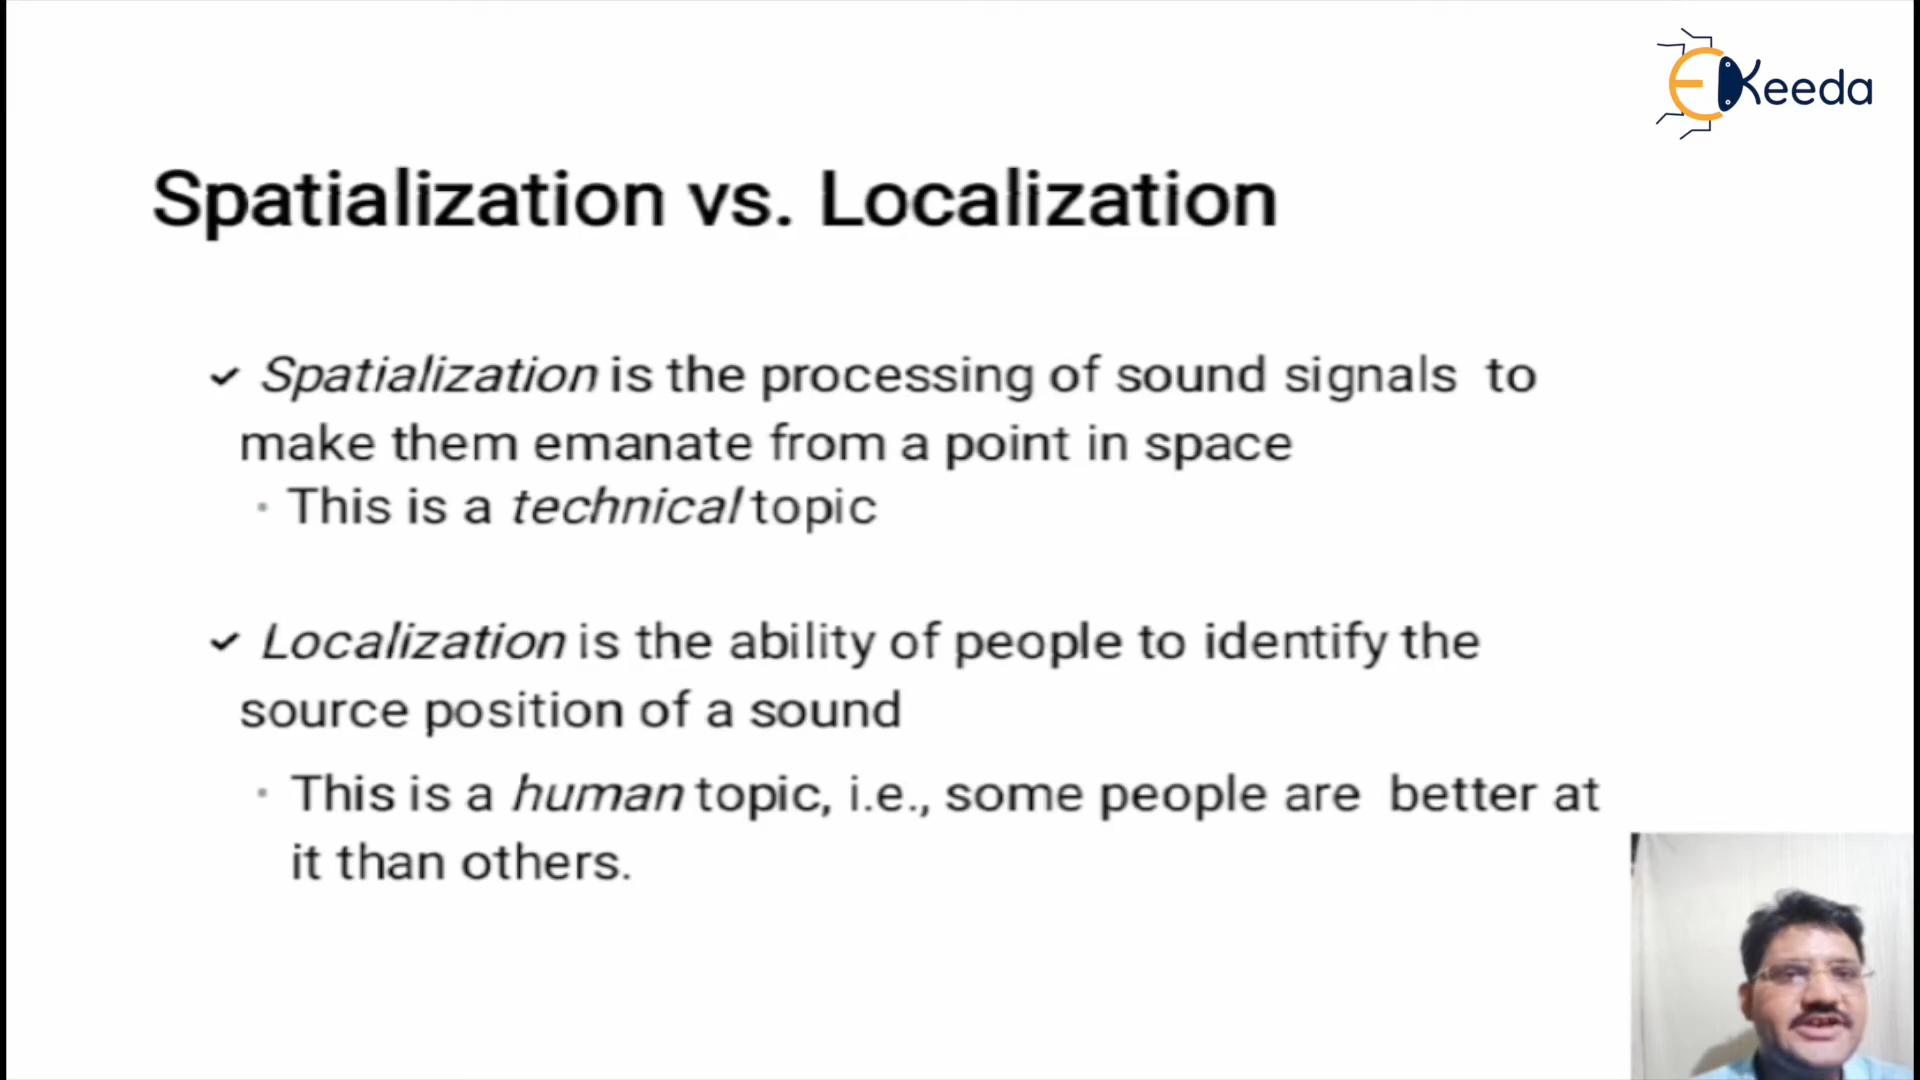 EKeeda
Spatialization vs. Localization
✓ Spatialization is the processing of sound signals to
make them emanate from a point in space
• This is a technical topic
✓ Localization is the ability of people to identify the
source position of a sound
• This is a human topic, i.e., some people are better at
it than others.